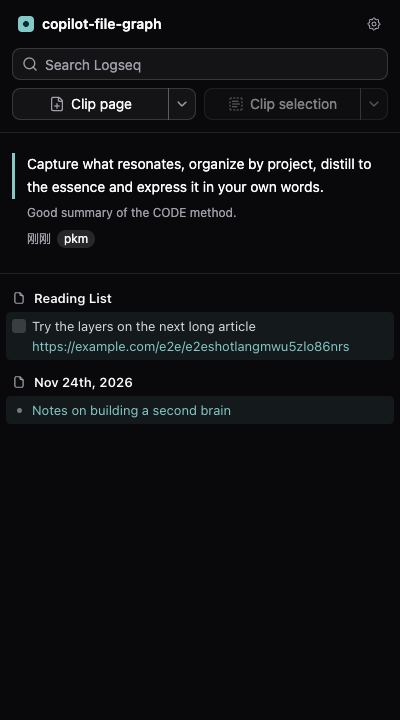 copilot-file-graph
Search Logseq
Clip page
Clip selection
Capture what resonates, organize by project, distill to
the essence and express it in your own words.
Good summary of the CODE method.
刚刚 pkm
Reading List
Try the layers on the next long article
https://example.com/e2e/e2eshotlangmwu5zlo86nrs
Nov 24th, 2026
Notes on building a second brain